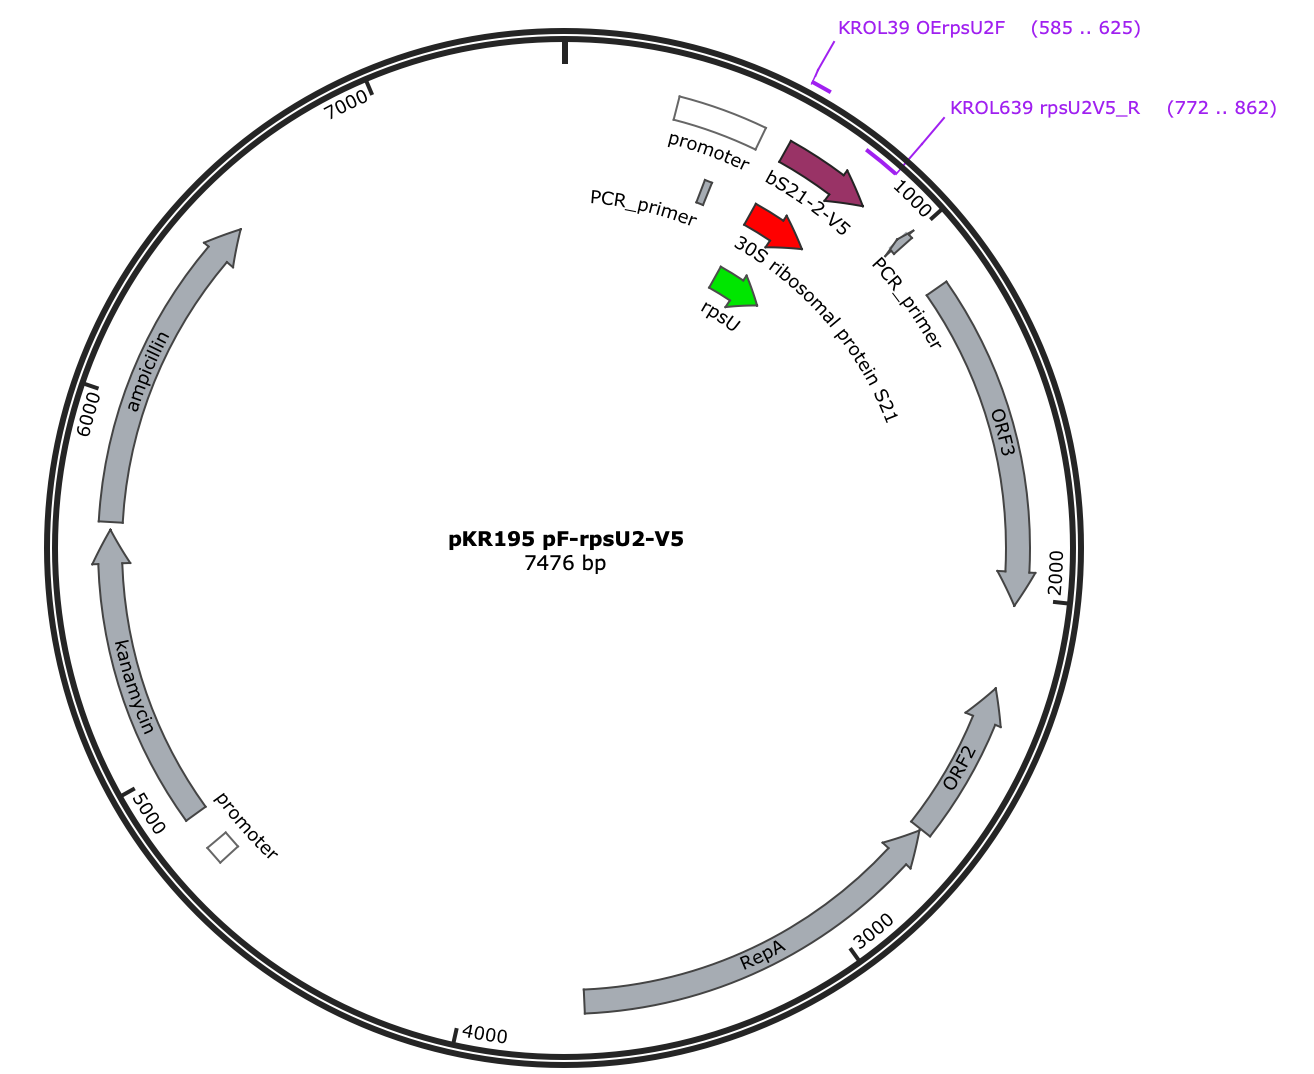 KROL39 OErpsU2F (585 .. 625)
KROL639 rpsU2V5_R (772 .. 862)
7000
promoter
bS21-2-V5
1000
PCR_primer
30S ribosomal protein S21
PCR_primer
rpsU
ampicillin
6000
ORF3
pKR195 pF-rpsU2-V5
7476 bp
2000
kanamycin
ORF2
5000
promoter
3000
RepA
4000